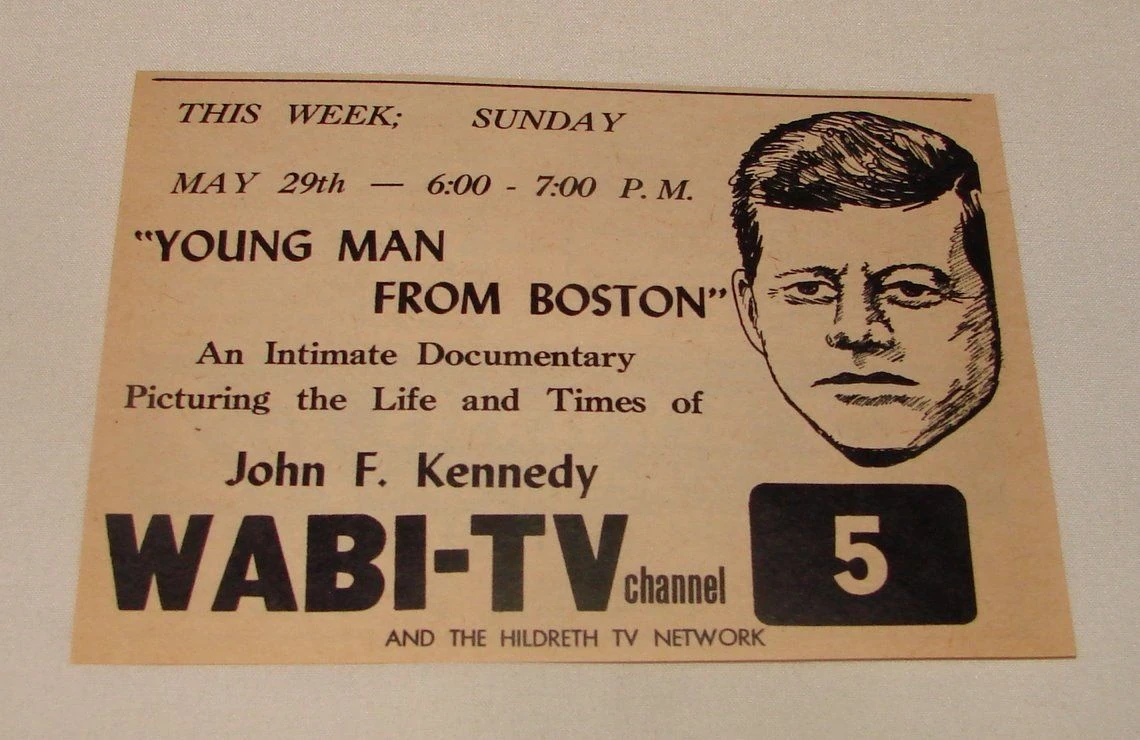 THIS WEEK; SUNDAY
MAY 29th — 6:00 - 7:00 P.M.
"YOUNG MAN
FROM BOSTON"
An Intimate Documentary
Picturing the Life and Times of
John F. Kennedy
WABI-TV channel 5
AND THE HILDRETH TV NETWORK